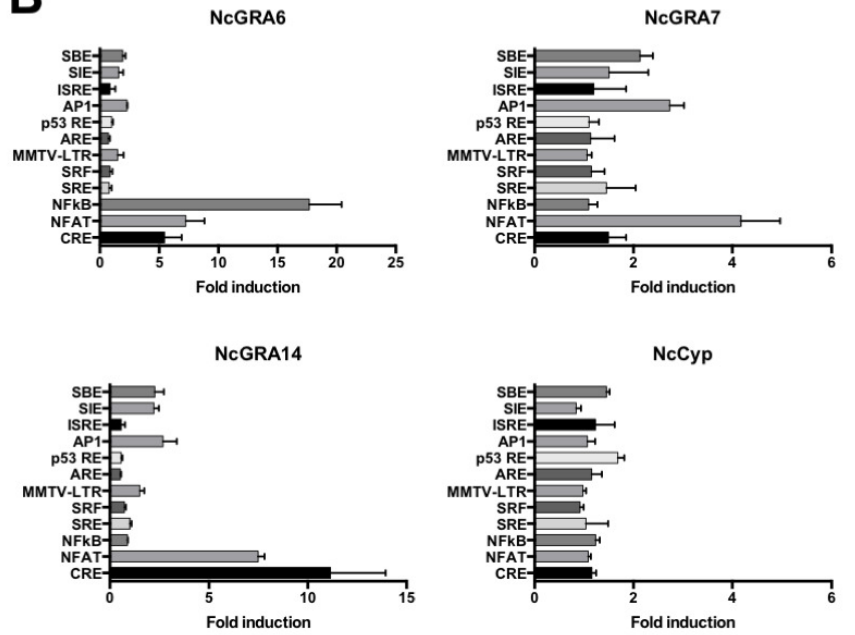 B
NcGRA6
SBE
SIE
ISRE
AP1
p53 RE
ARE
MMTV-LTR
SRF
SRE
NFkB
NFAT
CRE
0 5 10 15 20 25
Fold induction
NcGRA7
SBE
SIE
ISRE
AP1
p53 RE
ARE
MMTV-LTR
SRF
SRE
NFkB
NFAT
CRE
0 2 4 6
Fold induction
NcGRA14
SBE
SIE
ISRE
AP1
p53 RE
ARE
MMTV-LTR
SRF
SRE
NFkB
NFAT
CRE
0 5 10 15
Fold induction
NcCyp
SBE
SIE
ISRE
AP1
p53 RE
ARE
MMTV-LTR
SRF
SRE
NFkB
NFAT
CRE
0 2 4 6
Fold induction